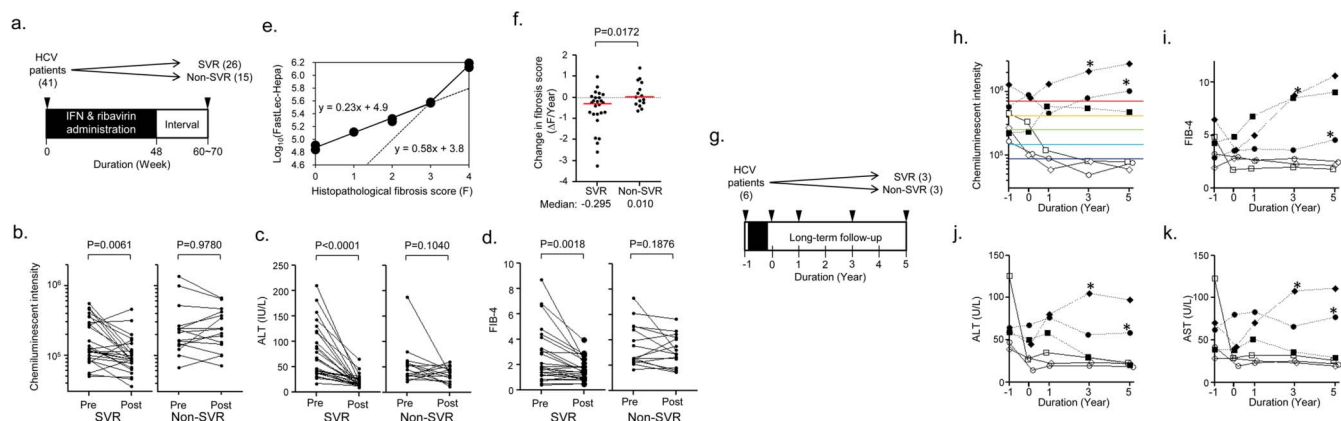 a.
HCV
patients
(41)
SVR (26)
Non-SVR (15)
IFN & ribavirin
administration
Interval
0
48
60~70
Duration (Week)
b.
P=0.0061
P=0.9780
Chemiluminescent intensity
10⁶
10⁵
10⁶
10⁵
Pre
Post
Pre
Post
SVR
Non-SVR
c.
P<0.0001
P=0.1040
ALT (IU/L)
250
200
150
100
50
0
Pre
Post
Pre
Post
SVR
Non-SVR
d.
P=0.0018
P=0.1876
FIB-4
10
8
6
4
2
0
Pre
Post
Pre
Post
SVR
Non-SVR
e.
Log₁₀(FastLec-Hepa)
6.2
6.0
5.8
5.6
5.4
5.2
5.0
4.8
4.6
y = 0.23x + 4.9
y = 0.58x + 3.8
0
1
2
3
4
Histopathological fibrosis score (F)
f.
P=0.0172
Change in fibrosis score
(ΔF/Year)
2
1
0
-1
-2
-3
-4
SVR
Non-SVR
Median:
-0.295
0.010
g.
HCV
patients
(6)
SVR (3)
Non-SVR (3)
Long-term follow-up
-1
0
1
3
5
Duration (Year)
h.
Chemiluminescent intensity
10⁶
10⁵
*
*
-1
0
1
3
5
Duration (Year)
i.
FIB-4
10
5
0
*
*
-1
0
1
3
5
Duration (Year)
j.
ALT (U/L)
150
100
50
0
*
*
-1
0
1
3
5
Duration (Year)
k.
AST (U/L)
150
100
50
0
*
*
-1
0
1
3
5
Duration (Year)